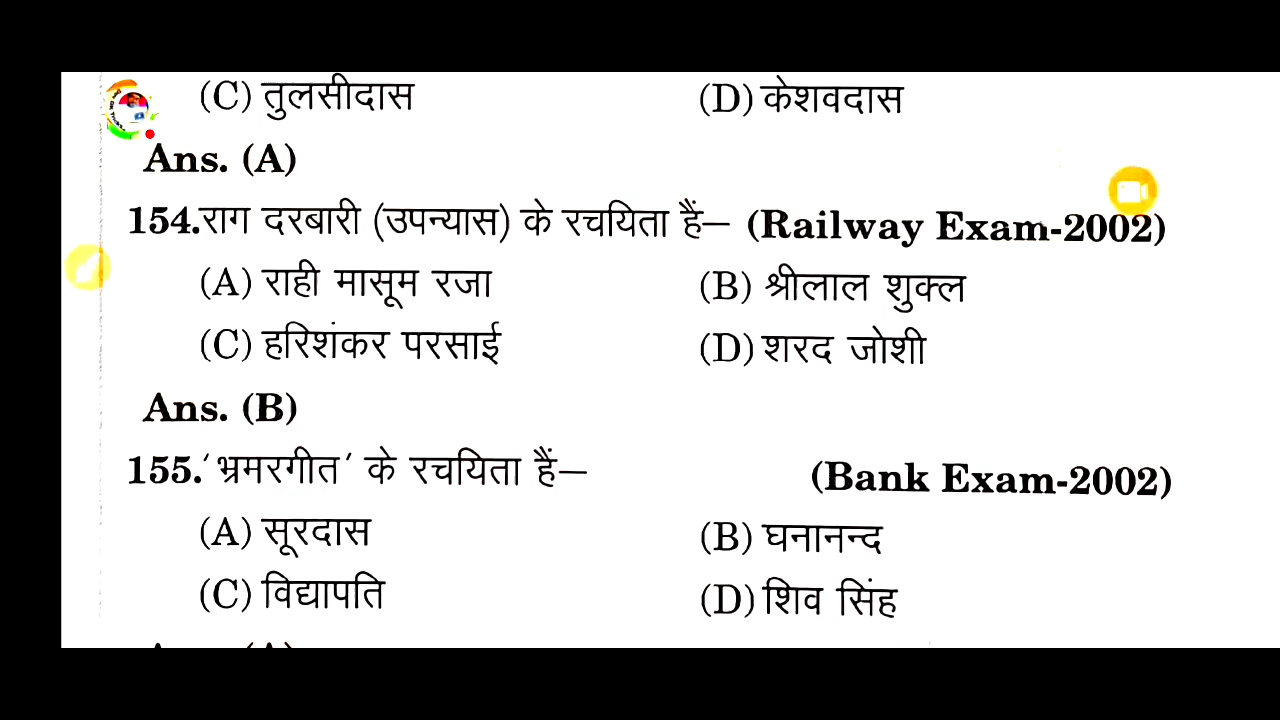 (C) तुलसीदास (D) केशवदास
Ans. (A)
154.राग दरबारी (उपन्यास) के रचयिता हैं– (Railway Exam-2002)
(A) राही मासूम रजा (B) श्रीलाल शुक्ल
(C) हरिशंकर परसाई (D) शरद जोशी
Ans. (B)
155.'भ्रमरगीत' के रचयिता हैं– (Bank Exam-2002)
(A) सूरदास (B) घनानन्द
(C) विद्यापति (D) शिव सिंह